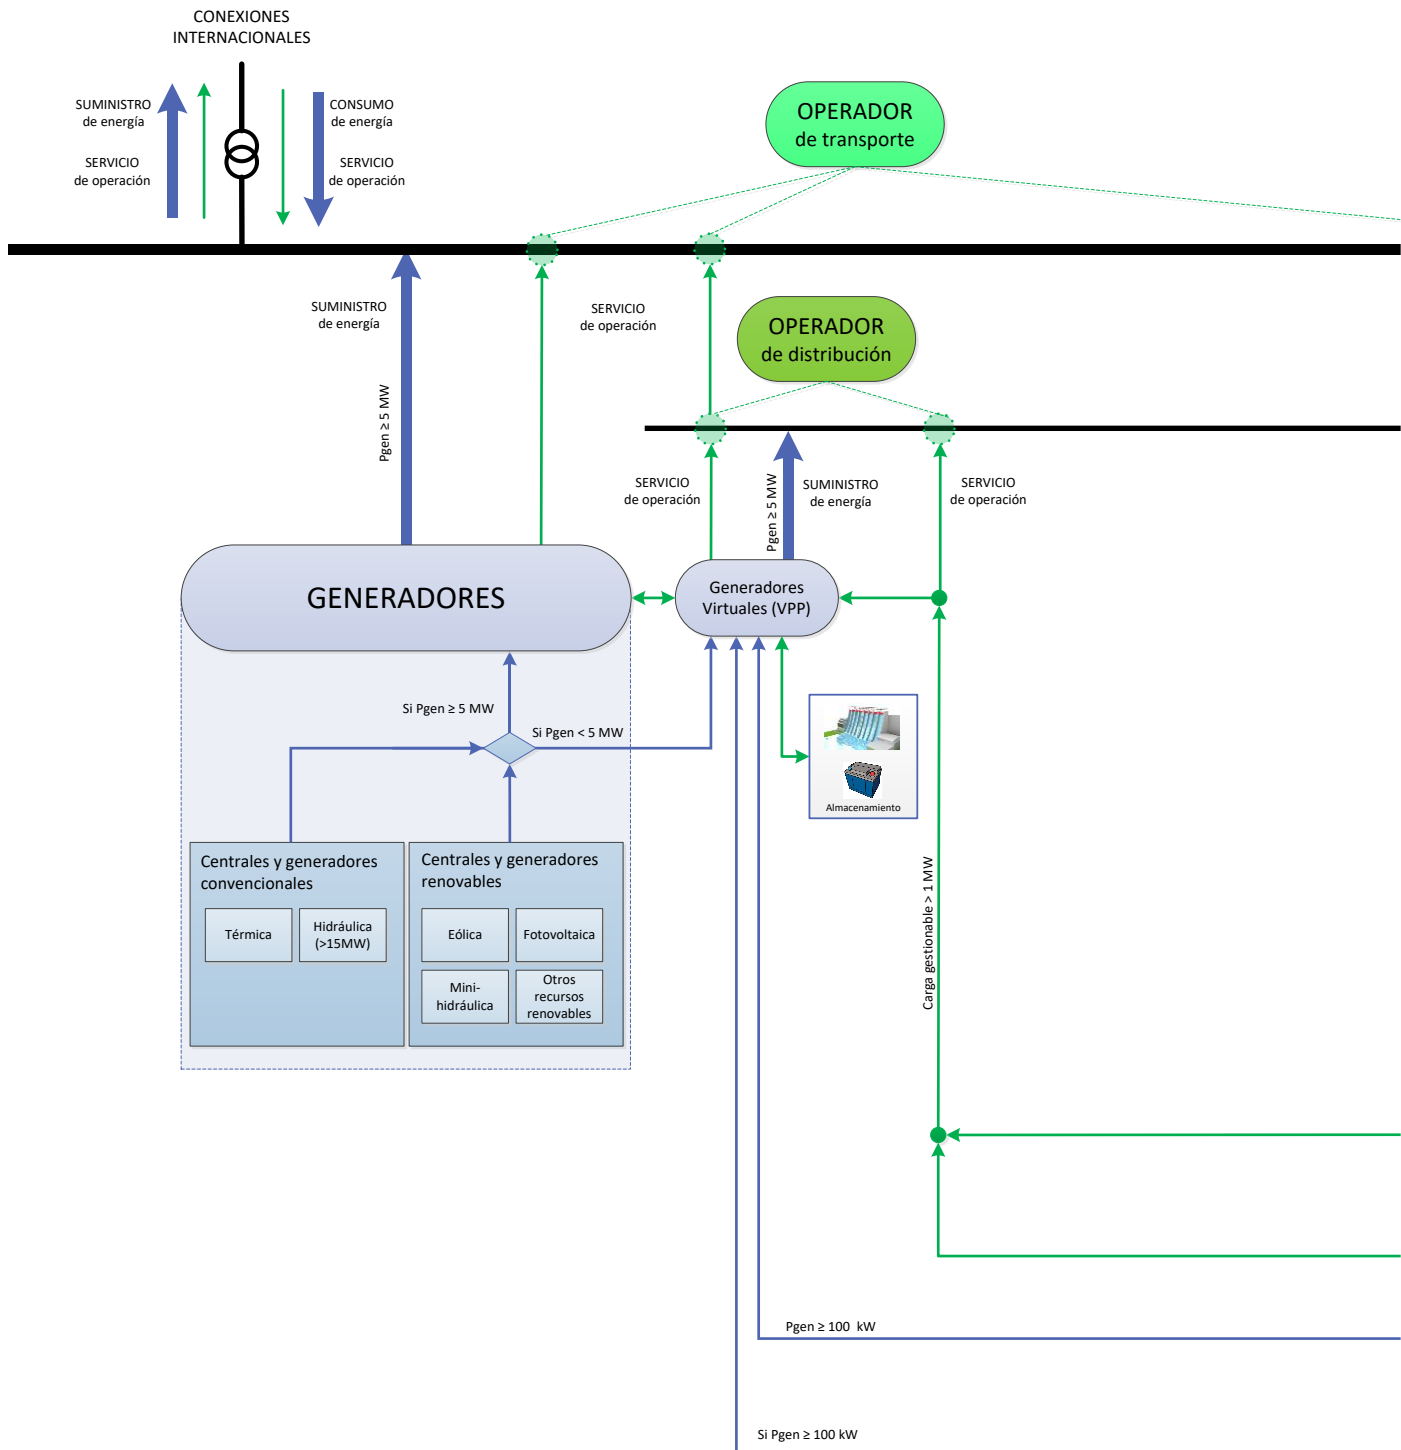 CONEXIONES
INTERNACIONALES
SUMINISTRO
de energía
SERVICIO
de operación
CONSUMO
de energía
SERVICIO
de operación
OPERADOR
de transporte
SUMINISTRO
de energía
SERVICIO
de operación
OPERADOR
de distribución
Pgen ≥ 5 MW
SERVICIO
de operación
Pgen ≥ 5 MW
SUMINISTRO
de energía
SERVICIO
de operación
GENERADORES
Generadores
Virtuales (VPP)
Si Pgen ≥ 5 MW
Si Pgen < 5 MW
Almacenamiento
Centrales y generadores
convencionales
Térmica
Hidráulica
(>15MW)
Centrales y generadores
renovables
Eólica
Fotovoltaica
Mini-
hidráulica
Otros
recursos
renovables
Carga gestionable > 1 MW
Pgen ≥ 100 kW
Si Pgen ≥ 100 kW